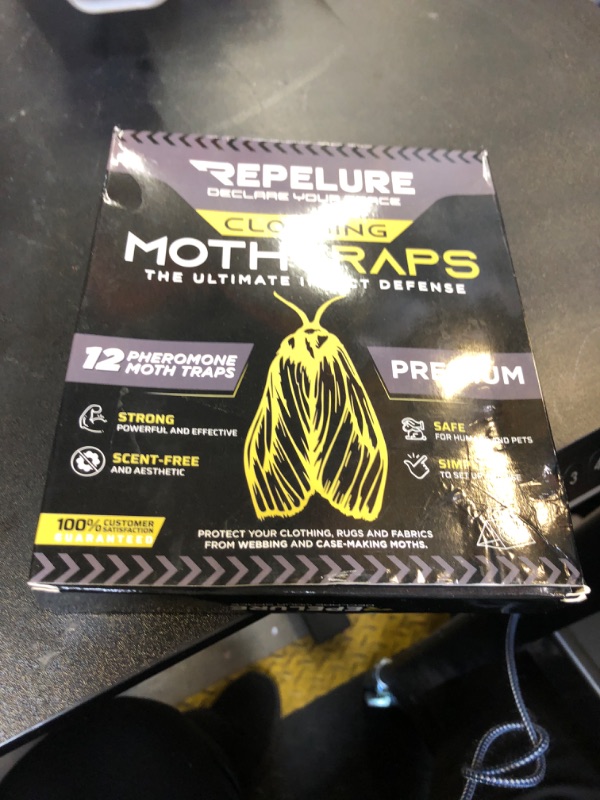 REPELURE
DECLARE YOUR
MOTH
THE ULTIMATE DEFENSE
12 PHEROMONE
MOTH TRAPS
STRONG
POWERFUL AND EFFECTIVE
SCENT-FREE
AND AESTHETIC
SAFE
FOR AND PETS
TO SET
100% CUSTOMER
SATISFACTION
GUARANTEED
PROTECT YOUR CLOTHING, RUGS AND FABRICS
FROM WEBBING AND CASE-MAKING MOTHS.